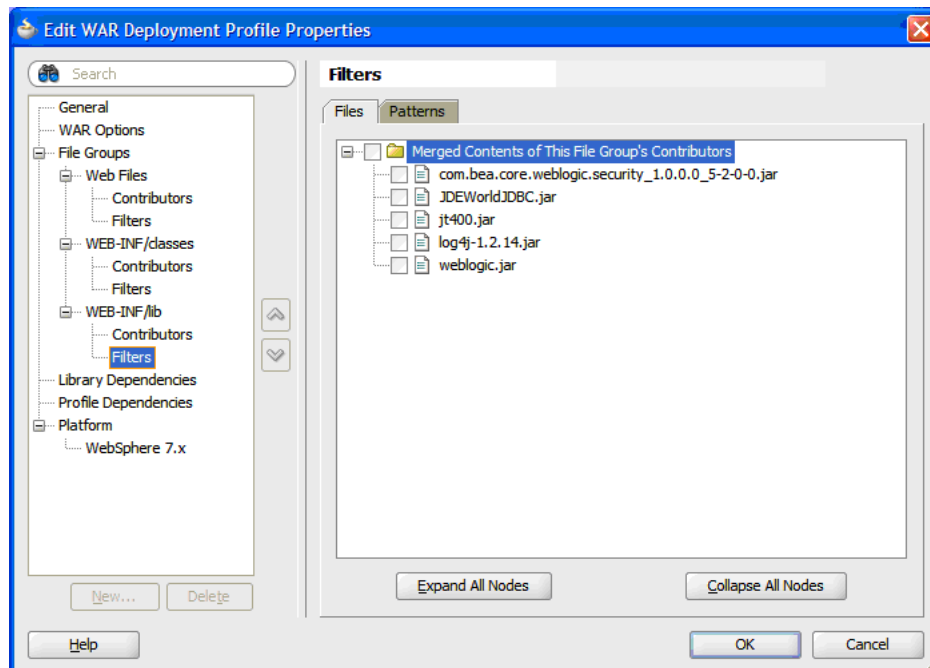 Edit WAR Deployment Profile Properties
Search
General
WAR Options
File Groups
Web Files
Contributors
Filters
WEB-INF/classes
Contributors
Filters
WEB-INF/lib
Contributors
Filters
Library Dependencies
Profile Dependencies
Platform
WebSphere 7.x
New...
Delete
Filters
Files
Patterns
Merged Contents of This File Group's Contributors
com.bea.core.weblogic.security_1.0.0.0_5-2-0-0.jar
JDEWorldJDBC.jar
jt400.jar
log4j-1.2.14.jar
weblogic.jar
Expand All Nodes
Collapse All Nodes
Help
OK
Cancel